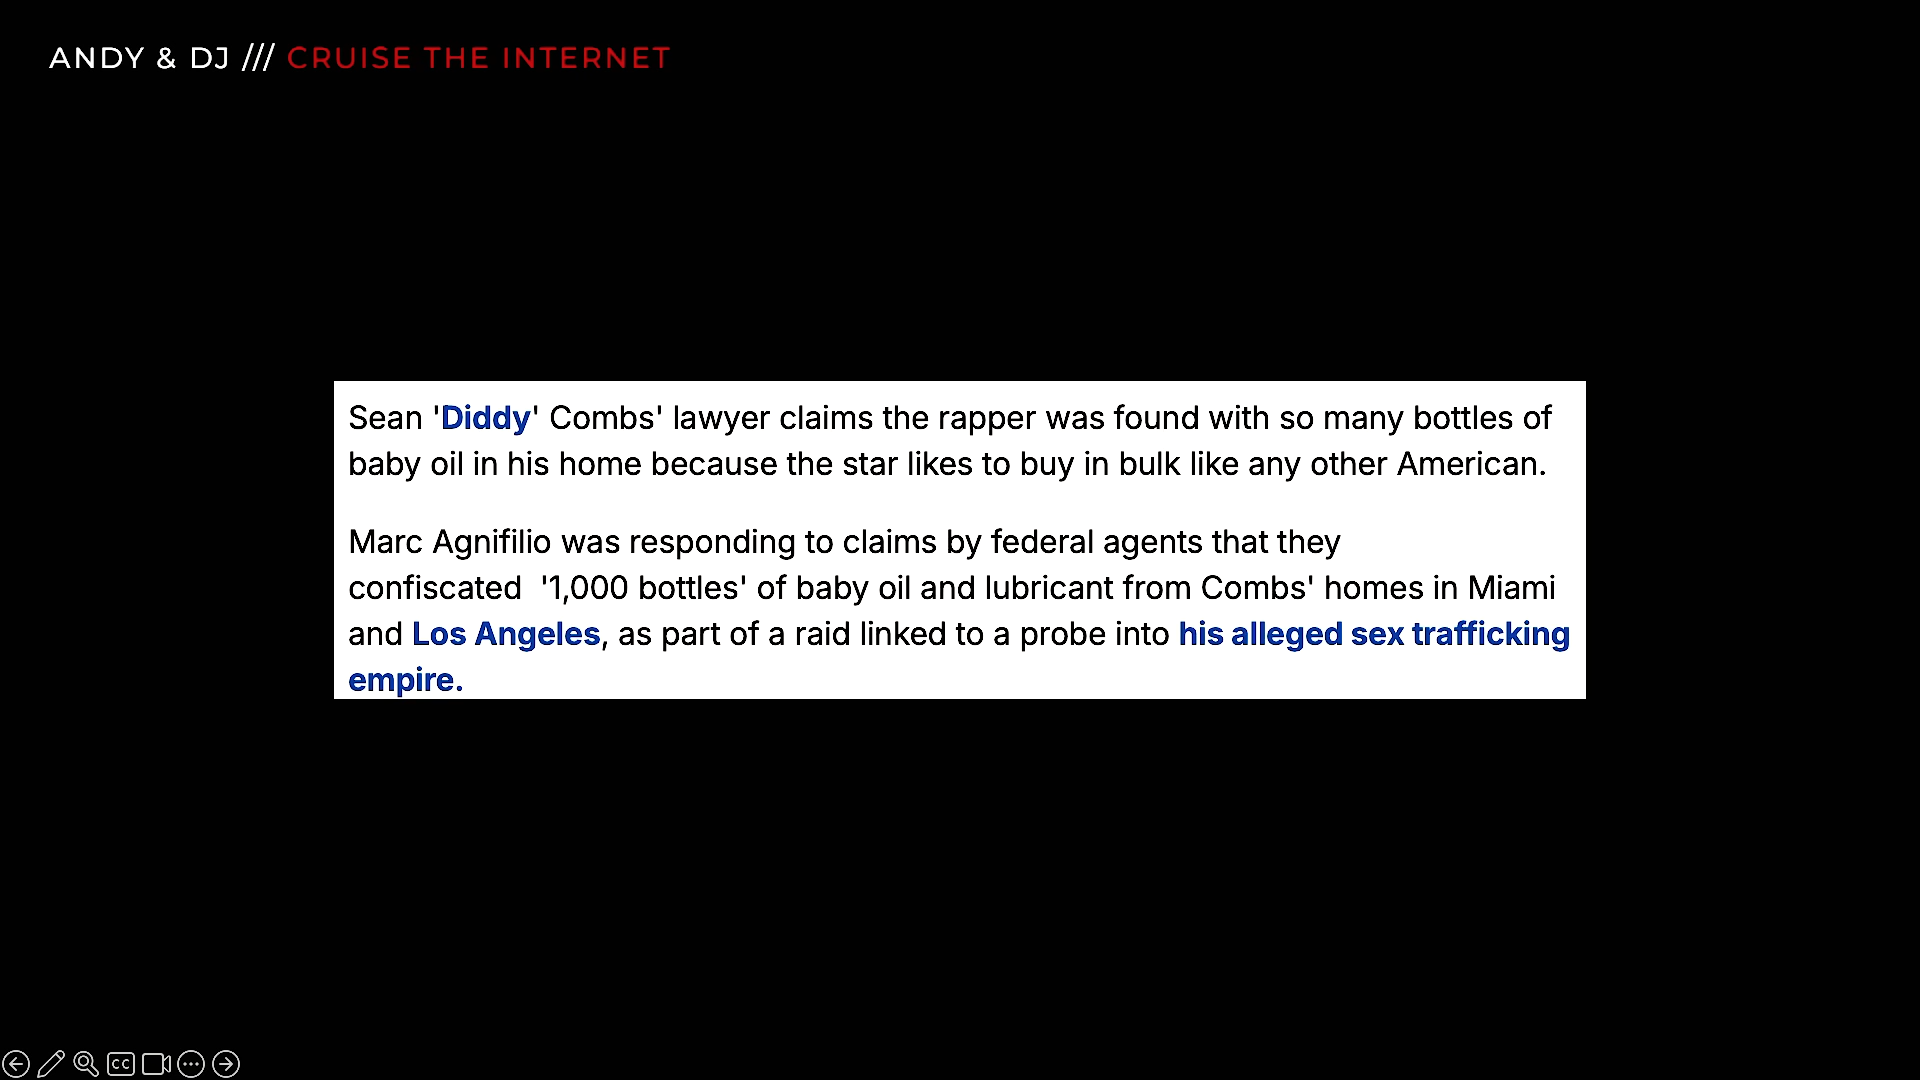 ANDY & DJ /// CRUISE THE INTERNET
Sean 'Diddy' Combs' lawyer claims the rapper was found with so many bottles of
baby oil in his home because the star likes to buy in bulk like any other American.
Marc Agnifilio was responding to claims by federal agents that they
confiscated  '1,000 bottles' of baby oil and lubricant from Combs' homes in Miami
and Los Angeles, as part of a raid linked to a probe into his alleged sex trafficking
empire.
CC